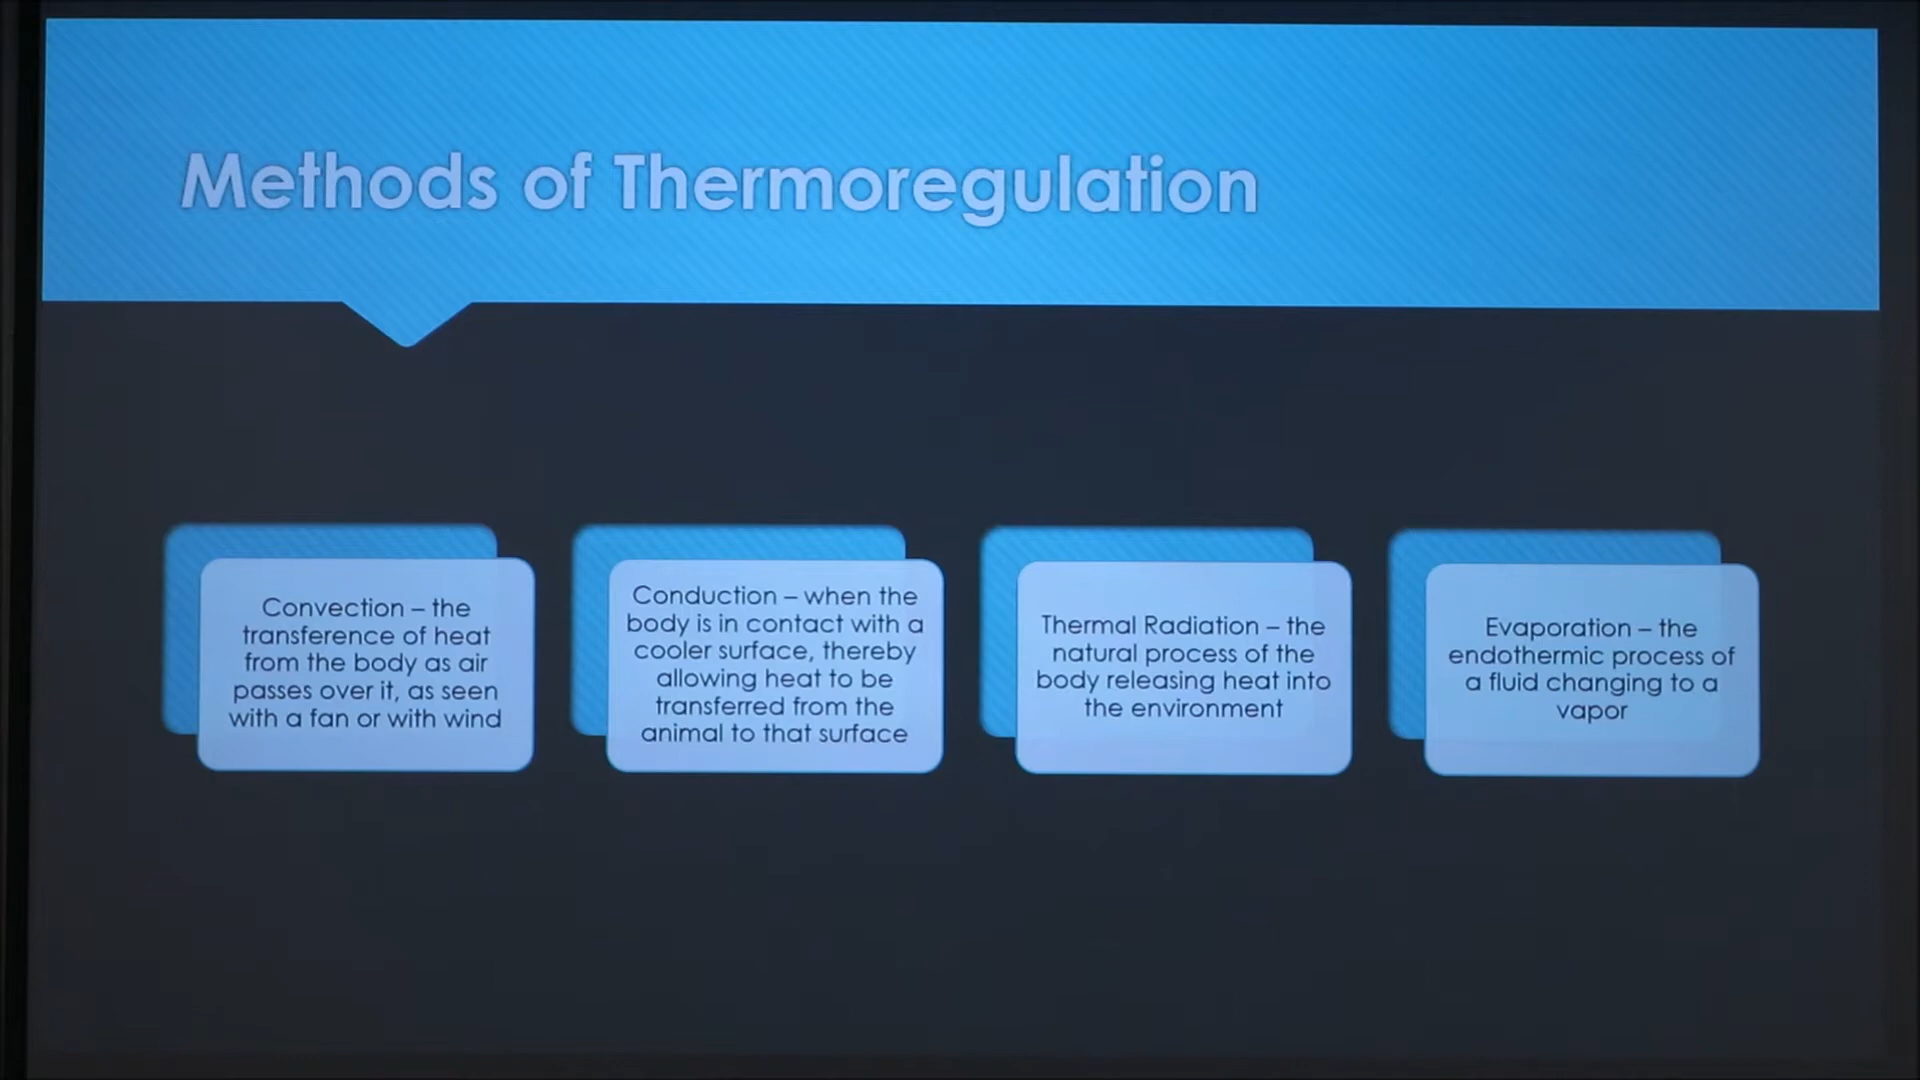 Methods of Thermoregulation
Convection – the
transference of heat
from the body as air
passes over it, as seen
with a fan or with wind
Conduction – when the
body is in contact with a
cooler surface, thereby
allowing heat to be
transferred from the
animal to that surface
Thermal Radiation – the
natural process of the
body releasing heat into
the environment
Evaporation – the
endothermic process of
a fluid changing to a
vapor